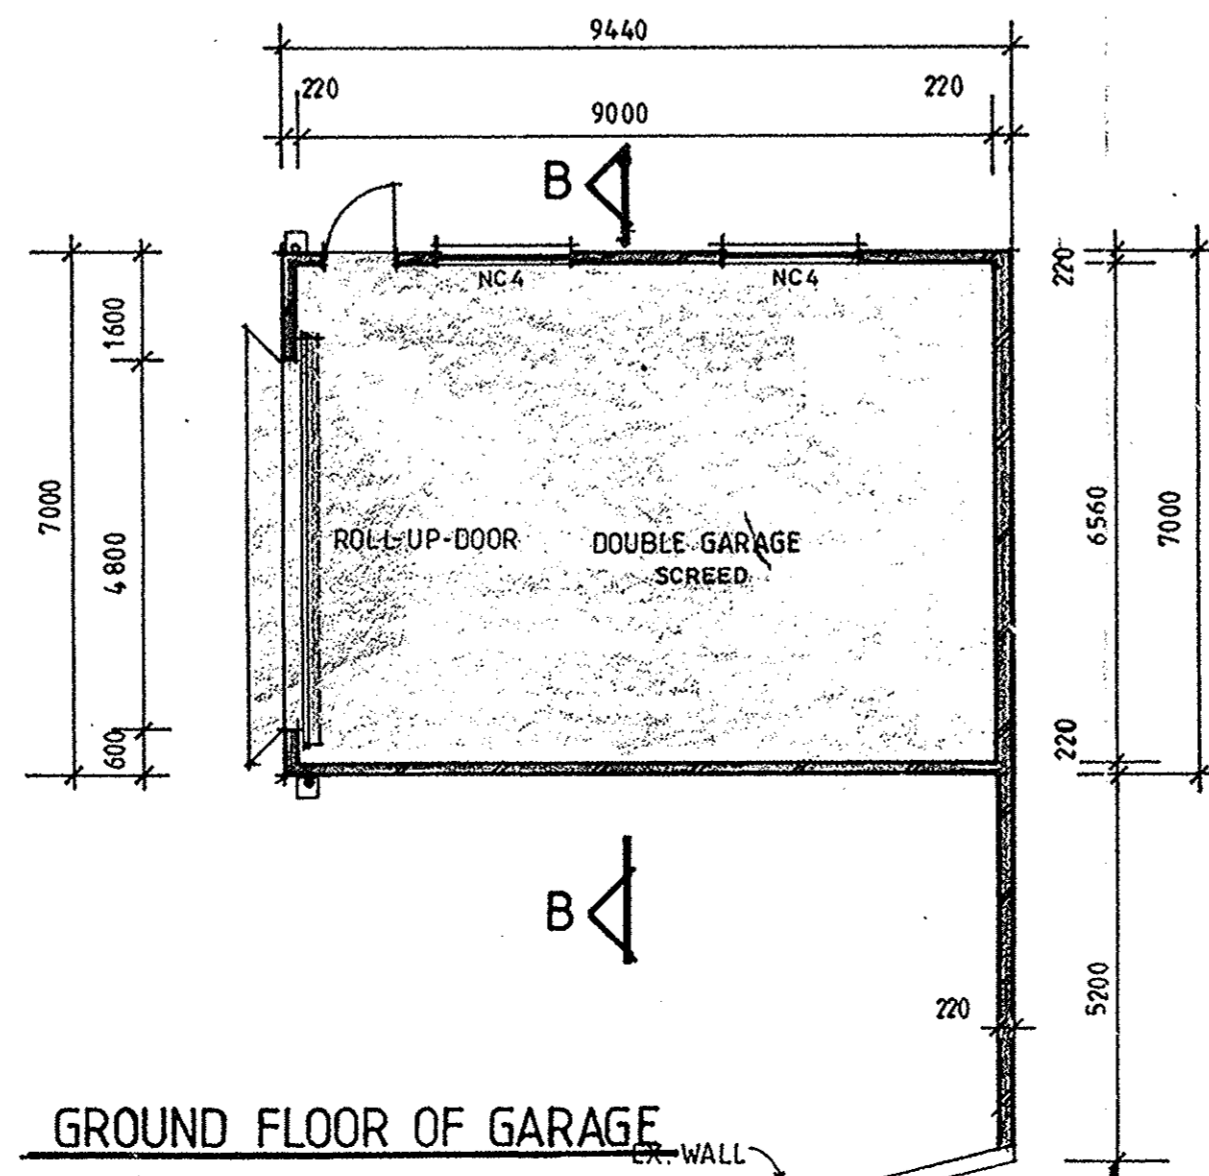 9440
220
220
9000
B
220
NC4
NC4
1600
7000
4800
6560
7000
ROLL-UP-DOOR
DOUBLE GARAGE
SCREED
600
220
B
5200
220
GROUND FLOOR OF GARAGE
EX. WALL